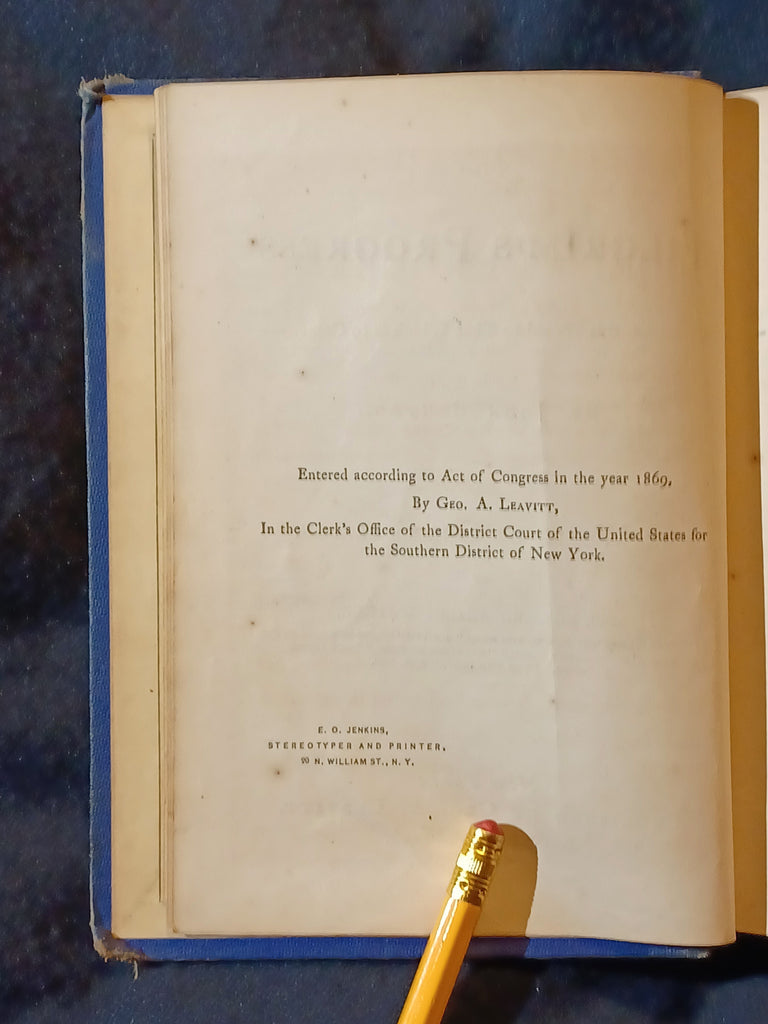 PILGRIM'S PROGRESS
Entered according to Act of Congress in the year 1869,
By GEO. A. LEAVITT,
In the Clerk's Office of the District Court of the United States for
the Southern District of New York.
E. O. JENKINS,
STEREOTYPER AND PRINTER,
20 N. WILLIAM ST., N. Y.